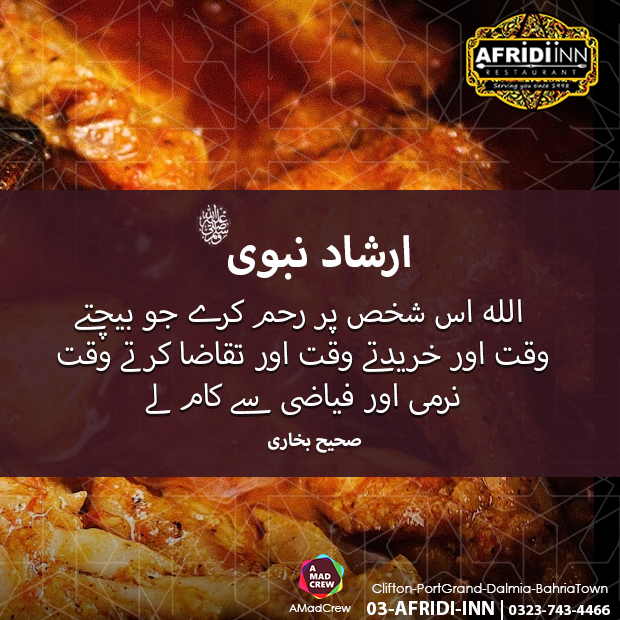 AFRIDI INN
RESTAURANT
Serving you since 1998
ارشاد نبوی ﷺ
الله اس شخص پر رحم کرے جو بیچتے
وقت اور خریدتے وقت اور تقاضا کرتے وقت
نرمی اور فیاضی سے کام لے
صحیح بخاری
A
MAD
CREW
AMadCrew
Clifton-PortGrand-Dalmia-BahriaTown
03-AFRIDI-INN | 0323-743-4466